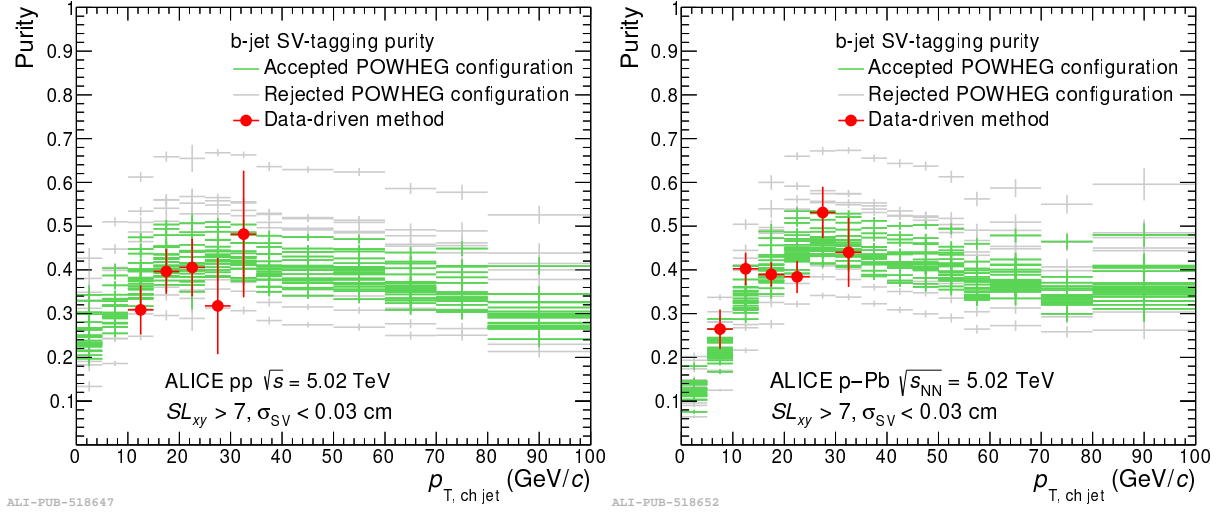 Purity
1
0.9
0.8
0.7
0.6
0.5
0.4
0.3
0.2
0.1
b-jet SV-tagging purity
Accepted POWHEG configuration
Rejected POWHEG configuration
Data-driven method
ALICE pp √s = 5.02 TeV
SLxy > 7, σSV < 0.03 cm
0 10 20 30 40 50 60 70 80 90 100
pT, ch jet (GeV/c)
ALI-PUB-518647
Purity
1
0.9
0.8
0.7
0.6
0.5
0.4
0.3
0.2
0.1
b-jet SV-tagging purity
Accepted POWHEG configuration
Rejected POWHEG configuration
Data-driven method
ALICE p–Pb √sNN = 5.02 TeV
SLxy > 7, σSV < 0.03 cm
0 10 20 30 40 50 60 70 80 90 100
pT, ch jet (GeV/c)
ALI-PUB-518652